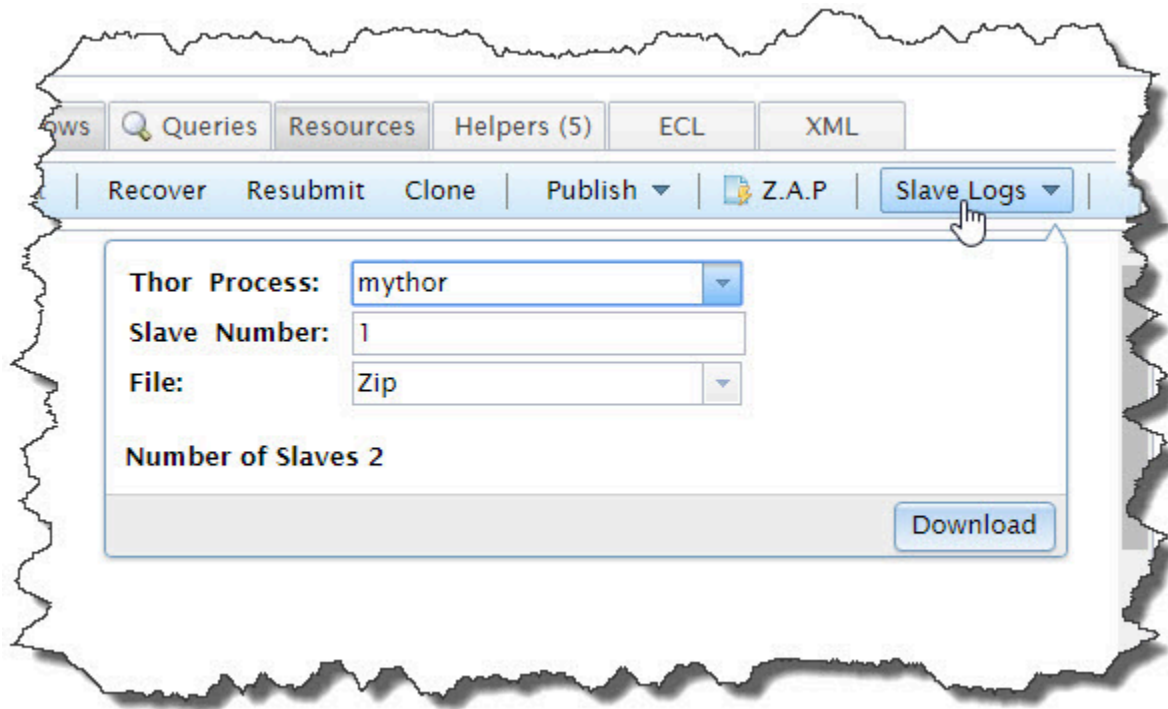 ows Queries Resources Helpers (5) ECL XML
Recover Resubmit Clone Publish Z.A.P Slave Logs
Thor Process: mythor
Slave Number: 1
File: Zip
Number of Slaves 2
Download